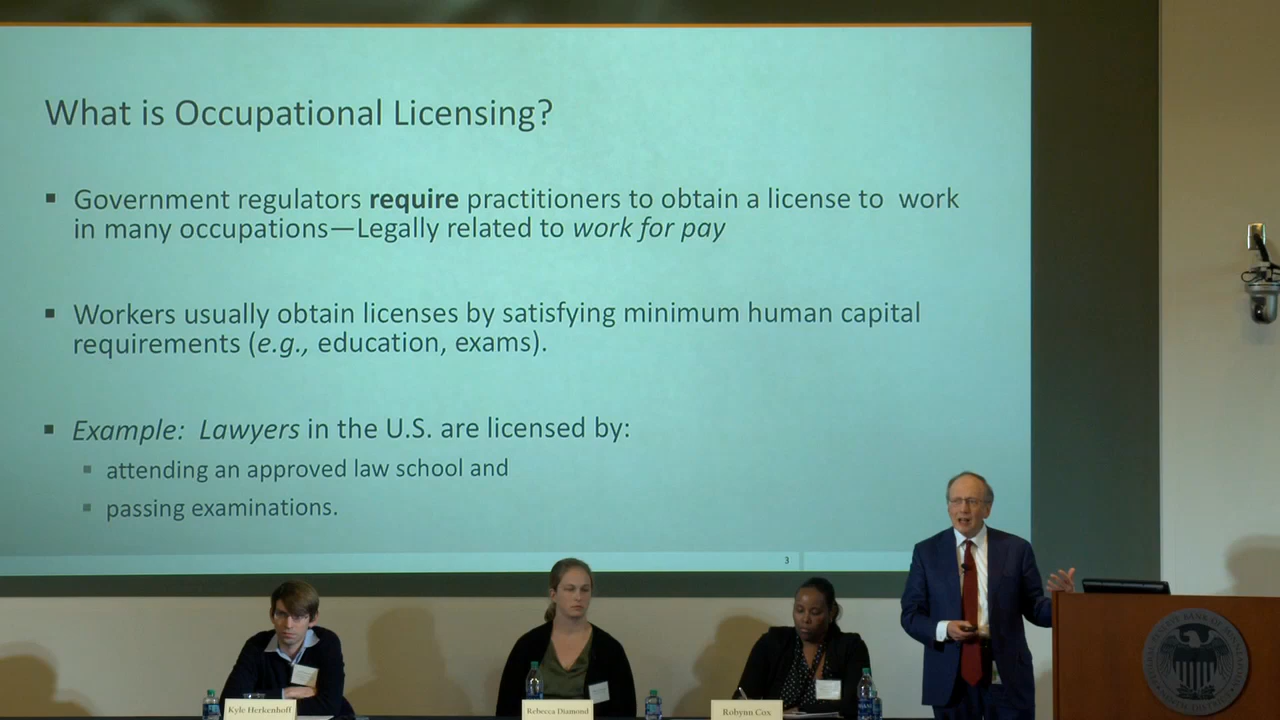 What is Occupational Licensing?
▪ Government regulators require practitioners to obtain a license to work
in many occupations—Legally related to work for pay
▪ Workers usually obtain licenses by satisfying minimum human capital
requirements (e.g., education, exams).
▪ Example: Lawyers in the U.S. are licensed by:
▪ attending an approved law school and
▪ passing examinations.
3
Kyle Herkenhoff
Rebecca Diamond
Robynn Cox